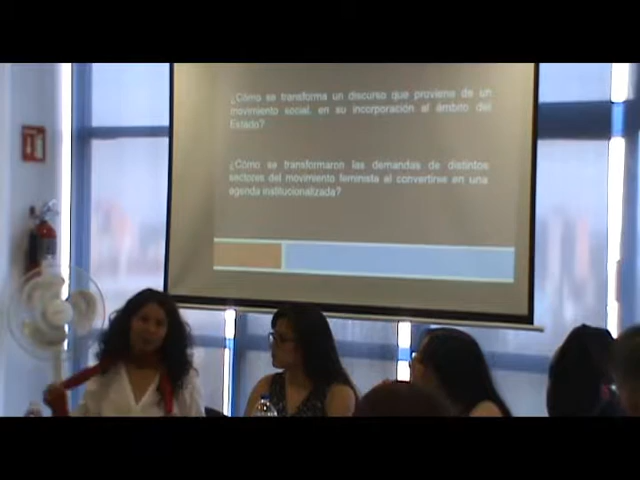 ¿Cómo se transforma un discurso que proviene de un
movimiento social, en su incorporación al ámbito del
Estado?
¿Cómo se transformaron las demandas de distintos
sectores del movimiento feminista al convertirse en una
agenda institucionalizada?